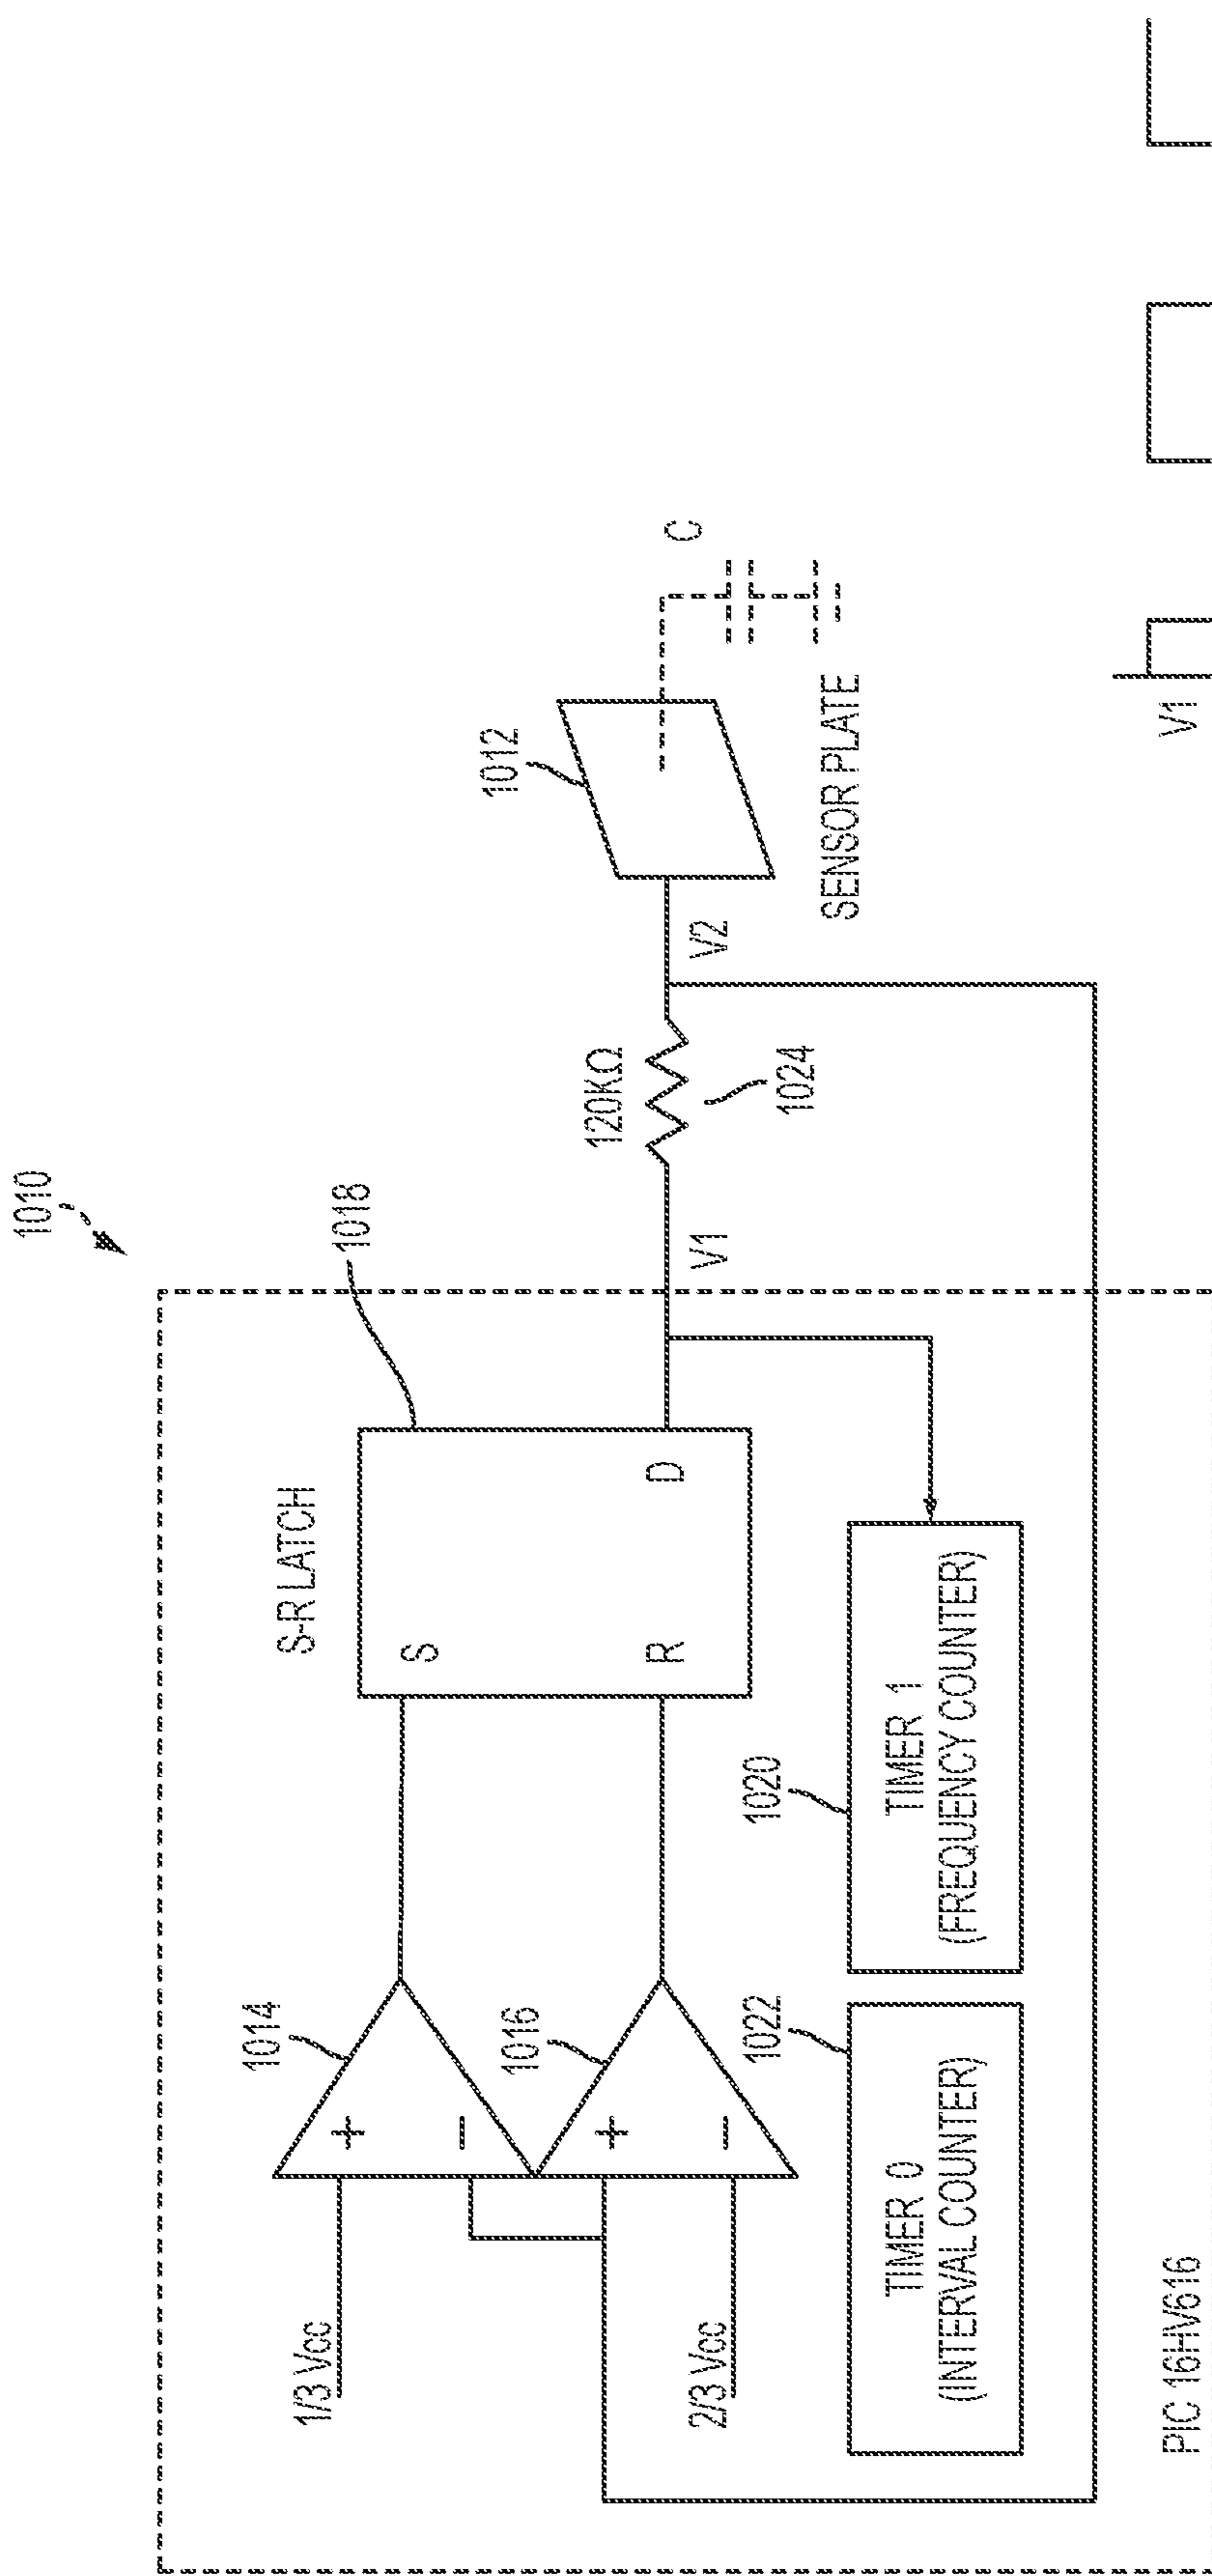 1010
S-R LATCH
1018
1014
1/3 Vcc
+
−
S
1016
+
−
2/3 Vcc
R
D
V1
120KΩ
1024
V2
1012
SENSOR PLATE
C
1022
TIMER 0
(INTERVAL COUNTER)
1020
TIMER 1
(FREQUENCY COUNTER)
PIC 16HV616
V1